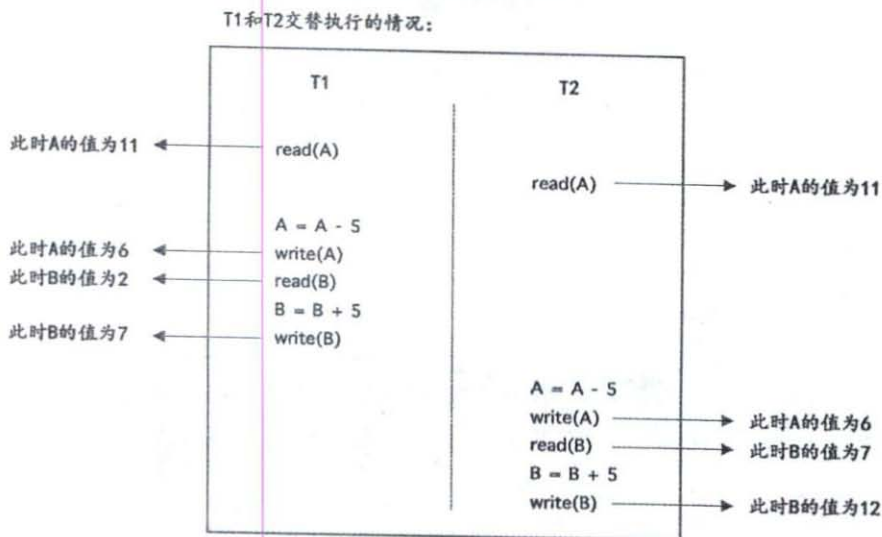 T1和T2交替执行的情况：
T1 T2
此时A的值为11 read(A)
read(A) 此时A的值为11
A = A - 5
此时A的值为6 write(A)
此时B的值为2 read(B)
B = B + 5
此时B的值为7 write(B)
A = A - 5
write(A) 此时A的值为6
read(B) 此时B的值为7
B = B + 5
write(B) 此时B的值为12